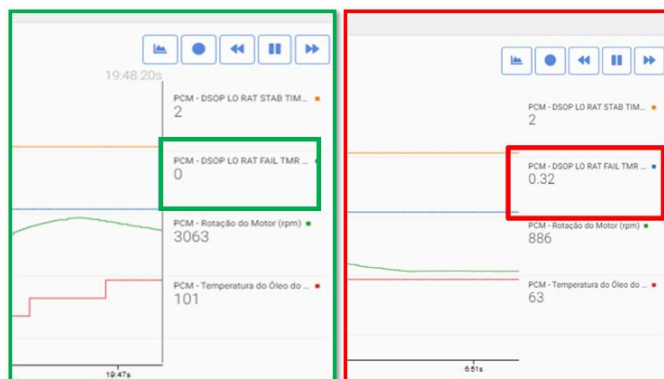 19:48.20s
PCM - DSOP LO RAT STAB TIM...
2
PCM - DSOP LO RAT FAIL TMR ...
0
PCM - Rotação do Motor (rpm)
3063
PCM - Temperatura do Óleo do ...
101
19:47s
PCM - DSOP LO RAT STAB TIM...
2
PCM - DSOP LO RAT FAIL TMR ...
0.32
PCM - Rotação do Motor (rpm)
886
PCM - Temperatura do Óleo do ...
63
6:51s